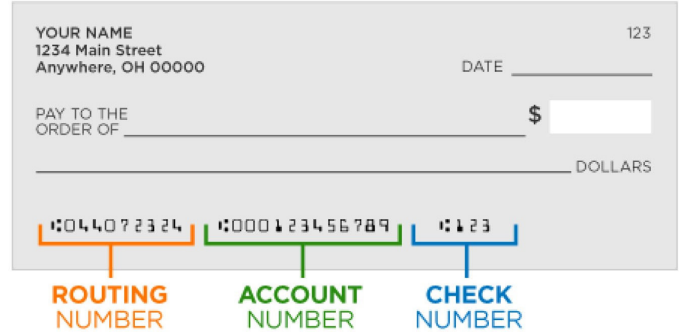 YOUR NAME 123
1234 Main Street
Anywhere, OH 00000
DATE
PAY TO THE
ORDER OF $
DOLLARS
⑆044072324 ⑆000123456789 ⑆123
ROUTING ACCOUNT CHECK
NUMBER NUMBER NUMBER